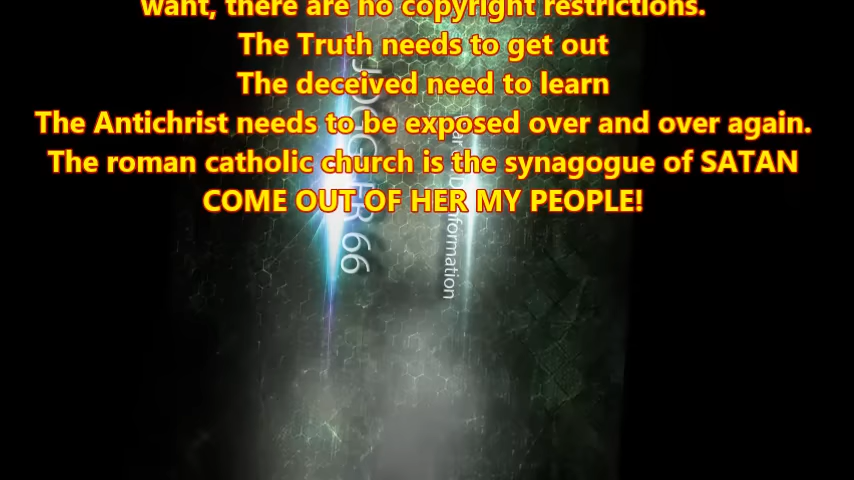 want, there are no copyright restrictions.
The Truth needs to get out
The deceived need to learn
The Antichrist needs to be exposed over and over again.
The roman catholic church is the synagogue of SATAN
COME OUT OF HER MY PEOPLE!
66
formation